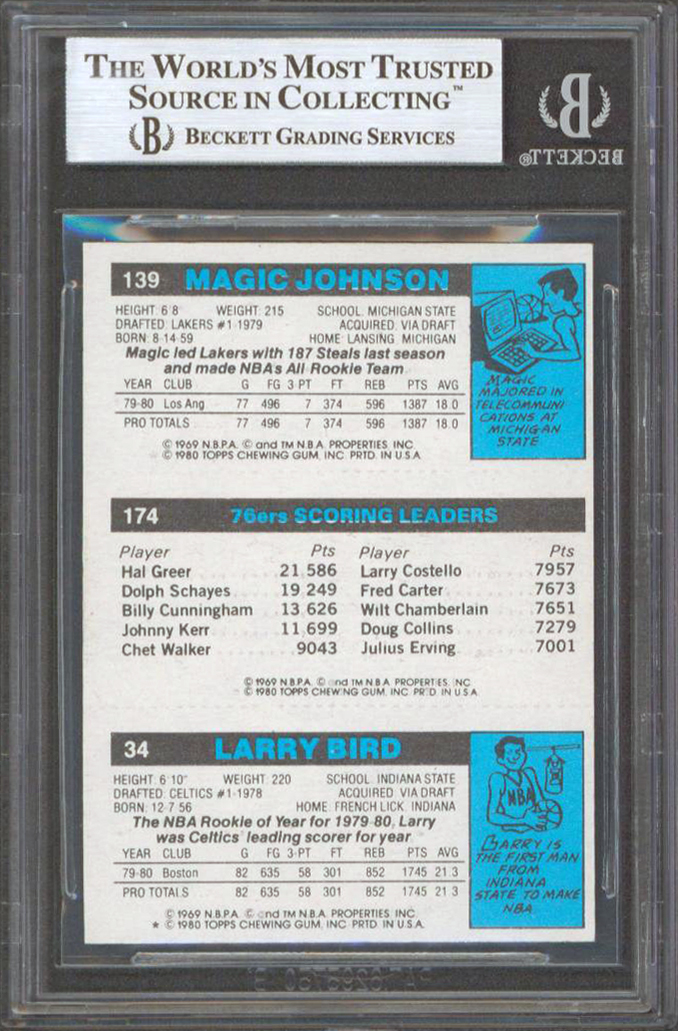 THE WORLD'S MOST TRUSTED
SOURCE IN COLLECTING™
B BECKETT GRADING SERVICES
B
BECKETT®
139 MAGIC JOHNSON
HEIGHT: 6'8" WEIGHT: 215 SCHOOL: MICHIGAN STATE
DRAFTED: LAKERS #1-1979 ACQUIRED: VIA DRAFT
BORN: 8-14-59 HOME: LANSING, MICHIGAN
Magic led Lakers with 187 Steals last season
and made NBA's All-Rookie Team.
YEAR CLUB G FG 3-PT FT REB PTS AVG
79-80 Los Ang. 77 496 7 374 596 1387 18.0
PRO TOTALS 77 496 7 374 596 1387 18.0
© 1969 N.B.P.A. © and TM N.B.A. PROPERTIES, INC.
© 1980 TOPPS CHEWING GUM, INC. PRTD. IN U.S.A.
MAGIC
MAJORED IN
TELECOMMUNI
CATIONS AT
MICHIGAN
STATE.
174 76ers SCORING LEADERS
Player Pts Player Pts
Hal Greer 21,586 Larry Costello 7957
Dolph Schayes 19,249 Fred Carter 7673
Billy Cunningham 13,626 Wilt Chamberlain 7651
Johnny Kerr 11,699 Doug Collins 7279
Chet Walker 9043 Julius Erving 7001
© 1969 N.B.P.A. © and TM N.B.A. PROPERTIES, INC.
© 1980 TOPPS CHEWING GUM, INC. PRTD. IN U.S.A.
34 LARRY BIRD
HEIGHT: 6'10" WEIGHT: 220 SCHOOL: INDIANA STATE
DRAFTED: CELTICS #1-1978 ACQUIRED: VIA DRAFT
BORN: 12-7-56 HOME: FRENCH LICK, INDIANA
The NBA Rookie of Year for 1979-80, Larry
was Celtics' leading scorer for year.
YEAR CLUB G FG 3-PT FT REB PTS AVG
79-80 Boston 82 635 58 301 852 1745 21.3
PRO TOTALS 82 635 58 301 852 1745 21.3
© 1969 N.B.P.A. © and TM N.B.A. PROPERTIES, INC.
* © 1980 TOPPS CHEWING GUM, INC. PRTD. IN U.S.A.
NBA
LARRY IS
THE FIRST MAN
FROM
INDIANA
STATE TO MAKE
NBA.